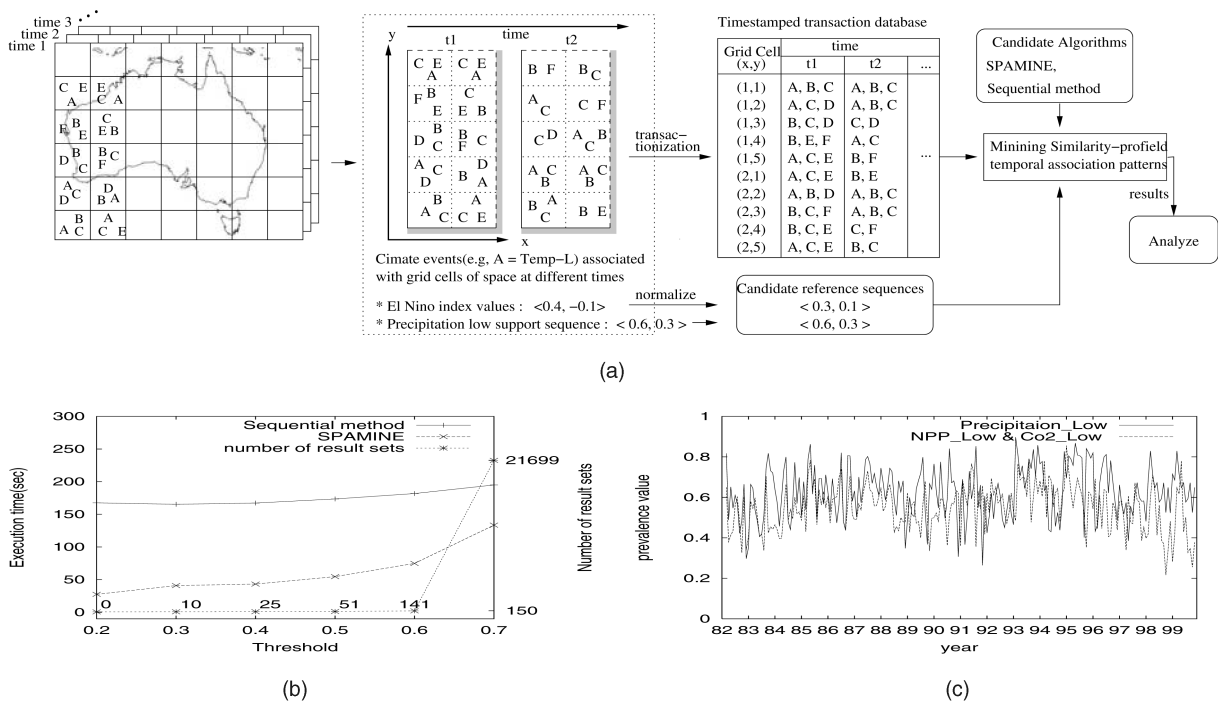 time 3
time 2
time 1
C E E
A C A
F B E C E B
D B C B F C
A C D D B A
B A
A C C E
time
y t1 t2
C E C E
A A
B F B C
F B E C E B
A C C F
D B C B F C
C D A C B
A C D B D A
A C B A C B
A B C A C E
B A C B E
x
Cimate events(e.g, A = Temp−L) associated
with grid cells of space at different times
* El Nino index values : <0.4, −0.1>
* Precipitation low support sequence : < 0.6, 0.3 >
transac−
tionization
normalize
Timestamped transaction database
Grid Cell time
(x,y) t1 t2 ...
(1,1) A, B, C A, B, C
(1,2) A, C, D A, B, C
(1,3) B, C, D C, D
(1,4) B, E, F A, C
(1,5) A, C, E B, F
(2,1) A, C, E B, E
(2,2) A, B, D A, B, C
(2,3) B, C, F A, B, C
(2,4) B, C, E C, F
(2,5) A, C, E B, C
...
Candidate reference sequences
< 0.3, 0.1 >
< 0.6, 0.3 >
Candidate Algorithms
SPAMINE,
Sequential method
Minining Similarity−profield
temporal association patterns
results
Analyze
(a)
Execution time(sec)
300
250
200
150
100
50
0
Sequential method
SPAMINE
number of result sets
0 10 25 51 141
21699
150
Number of result sets
0.2 0.3 0.4 0.5 0.6 0.7
Threshold
(b)
prevalence value
1
0.8
0.6
0.4
0.2
0
Precipitaion_Low
NPP_Low & Co2_Low
82 83 84 85 86 87 88 89 90 91 92 93 94 95 96 97 98 99
year
(c)